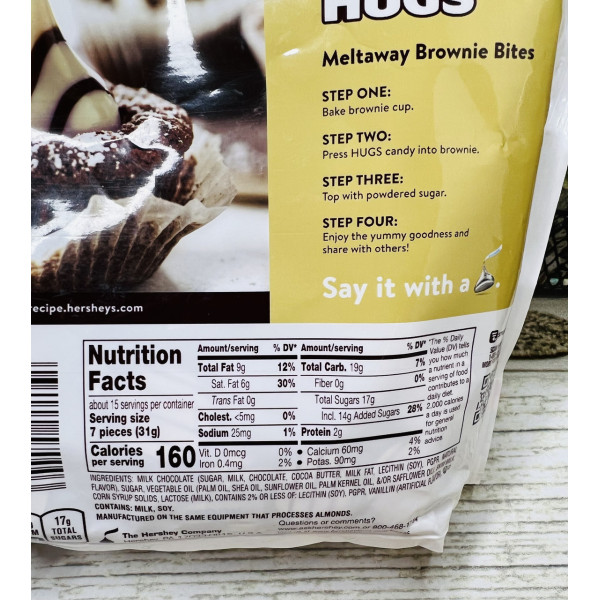 HUGS
Meltaway Brownie Bites
STEP ONE:
Bake brownie cup.
STEP TWO:
Press HUGS candy into brownie.
STEP THREE:
Top with powdered sugar.
STEP FOUR:
Enjoy the yummy goodness and
share with others!
Say it with a
recipe.hersheys.com
Nutrition
Facts
about 15 servings per container
Serving size
7 pieces (31g)
Calories
per serving 160
Amount/serving % DV*
Total Fat 9g 12%
Sat. Fat 6g 30%
Trans Fat 0g
Cholest. <5mg 0%
Sodium 25mg 1%
Amount/serving % DV*
Total Carb. 19g 7%
Fiber 0g 0%
Total Sugars 17g
Incl. 14g Added Sugars 28%
Protein 2g
Vit. D 0mcg 0% • Calcium 60mg 4%
Iron 0.4mg 2% • Potas. 90mg 2%
*The % Daily
Value (DV) tells
you how much
a nutrient in a
serving of food
contributes to a
daily diet.
2,000 calories
a day is used
for general
nutrition
advice.
INGREDIENTS: MILK CHOCOLATE (SUGAR, MILK, CHOCOLATE, COCOA BUTTER, MILK FAT, LECITHIN (SOY), PGPR, NATURAL
FLAVOR), SUGAR, VEGETABLE OIL (PALM OIL, SHEA OIL, SUNFLOWER OIL, PALM KERNEL OIL, &/OR SAFFLOWER OIL),
CORN SYRUP SOLIDS, LACTOSE (MILK), CONTAINS 2% OR LESS OF: LECITHIN (SOY), PGPR, VANILLIN (ARTIFICIAL
CONTAINS: MILK, SOY.
MANUFACTURED ON THE SAME EQUIPMENT THAT PROCESSES ALMONDS.
17g
TOTAL
SUGARS
The Hershey Company
Questions or comments?